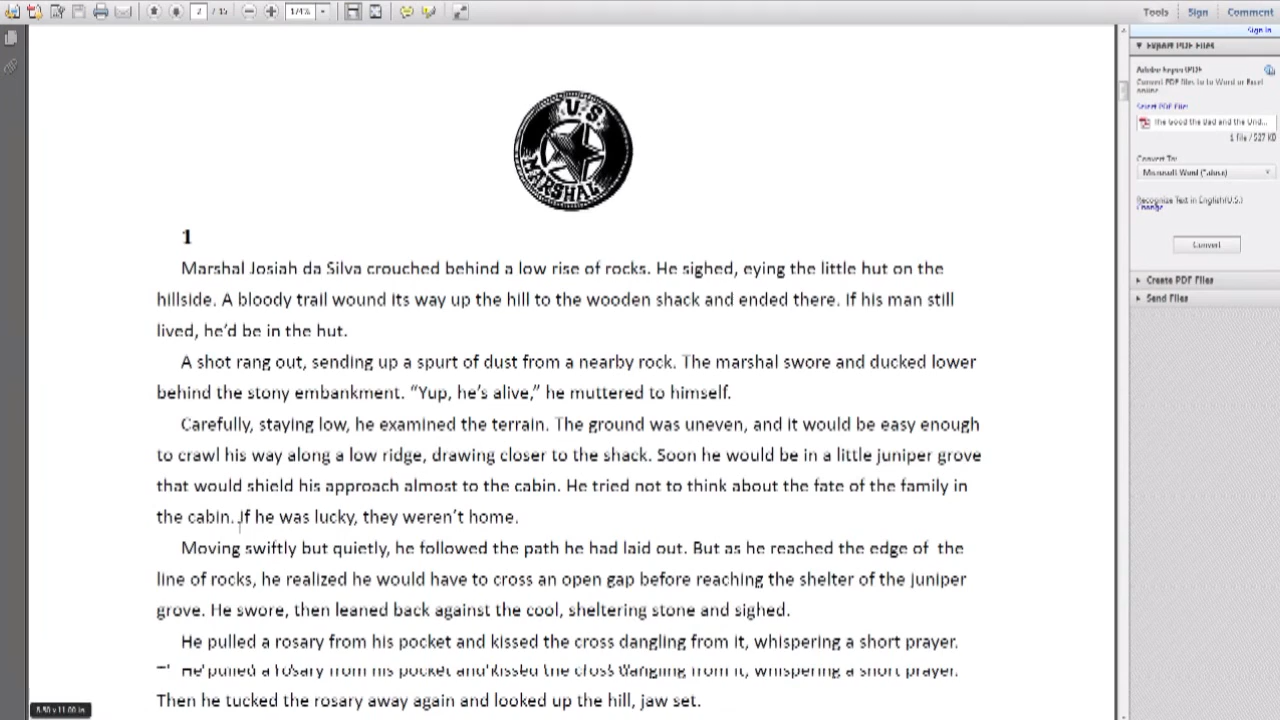 2 / 15
174%
Tools
Sign
Comment
Sign In
Export PDF Files
Adobe ExportPDF
Convert PDF files to to Word or Excel
online
Select PDF File:
The Good the Bad and the Und...
1 file / 527 KB
Convert To:
Microsoft Word (*.docx)
Recognize Text in English(U.S.)
Change
Convert
Create PDF Files
Send Files
U.S.
MARSHAL
1
Marshal Josiah da Silva crouched behind a low rise of rocks. He sighed, eying the little hut on the
hillside. A bloody trail wound its way up the hill to the wooden shack and ended there. If his man still
lived, he’d be in the hut.
A shot rang out, sending up a spurt of dust from a nearby rock. The marshal swore and ducked lower
behind the stony embankment. “Yup, he’s alive,” he muttered to himself.
Carefully, staying low, he examined the terrain. The ground was uneven, and it would be easy enough
to crawl his way along a low ridge, drawing closer to the shack. Soon he would be in a little juniper grove
that would shield his approach almost to the cabin. He tried not to think about the fate of the family in
the cabin. If he was lucky, they weren’t home.
Moving swiftly but quietly, he followed the path he had laid out. But as he reached the edge of the
line of rocks, he realized he would have to cross an open gap before reaching the shelter of the juniper
grove. He swore, then leaned back against the cool, sheltering stone and sighed.
He pulled a rosary from his pocket and kissed the cross dangling from it, whispering a short prayer.
He pulled a rosary from his pocket and kissed the cross dangling from it, whispering a short prayer.
Then he tucked the rosary away again and looked up the hill, jaw set.
8.50 x 11.00 in